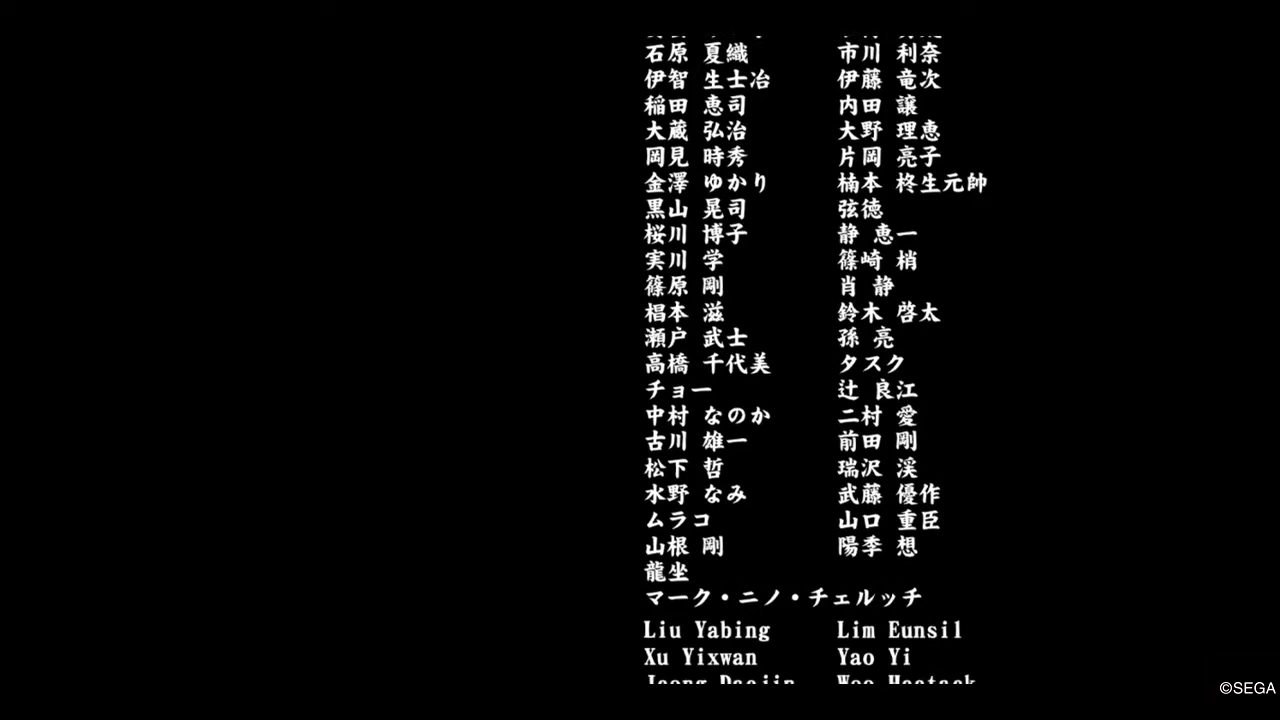 石原 夏織 市川 利奈
伊智 生士冶 伊藤 竜次
稲田 恵司 内田 譲
大蔵 弘治 大野 理恵
岡見 時秀 片岡 亮子
金澤 ゆかり 楠本 柊生元帥
黒山 晃司 弦徳
桜川 博子 静 恵一
実川 学 篠崎 梢
篠原 剛 肖 静
椙本 滋 鈴木 啓太
瀬戸 武士 孫 亮
高橋 千代美 タスク
チョー 辻 良江
中村 なのか 二村 愛
古川 雄一 前田 剛
松下 哲 瑞沢 渓
水野 なみ 武藤 優作
ムラコ 山口 重臣
山根 剛 陽季 想
龍坐
マーク・ニノ・チェルッチ
Liu Yabing Lim Eunsil
Xu Yixwan Yao Yi
©SEGA